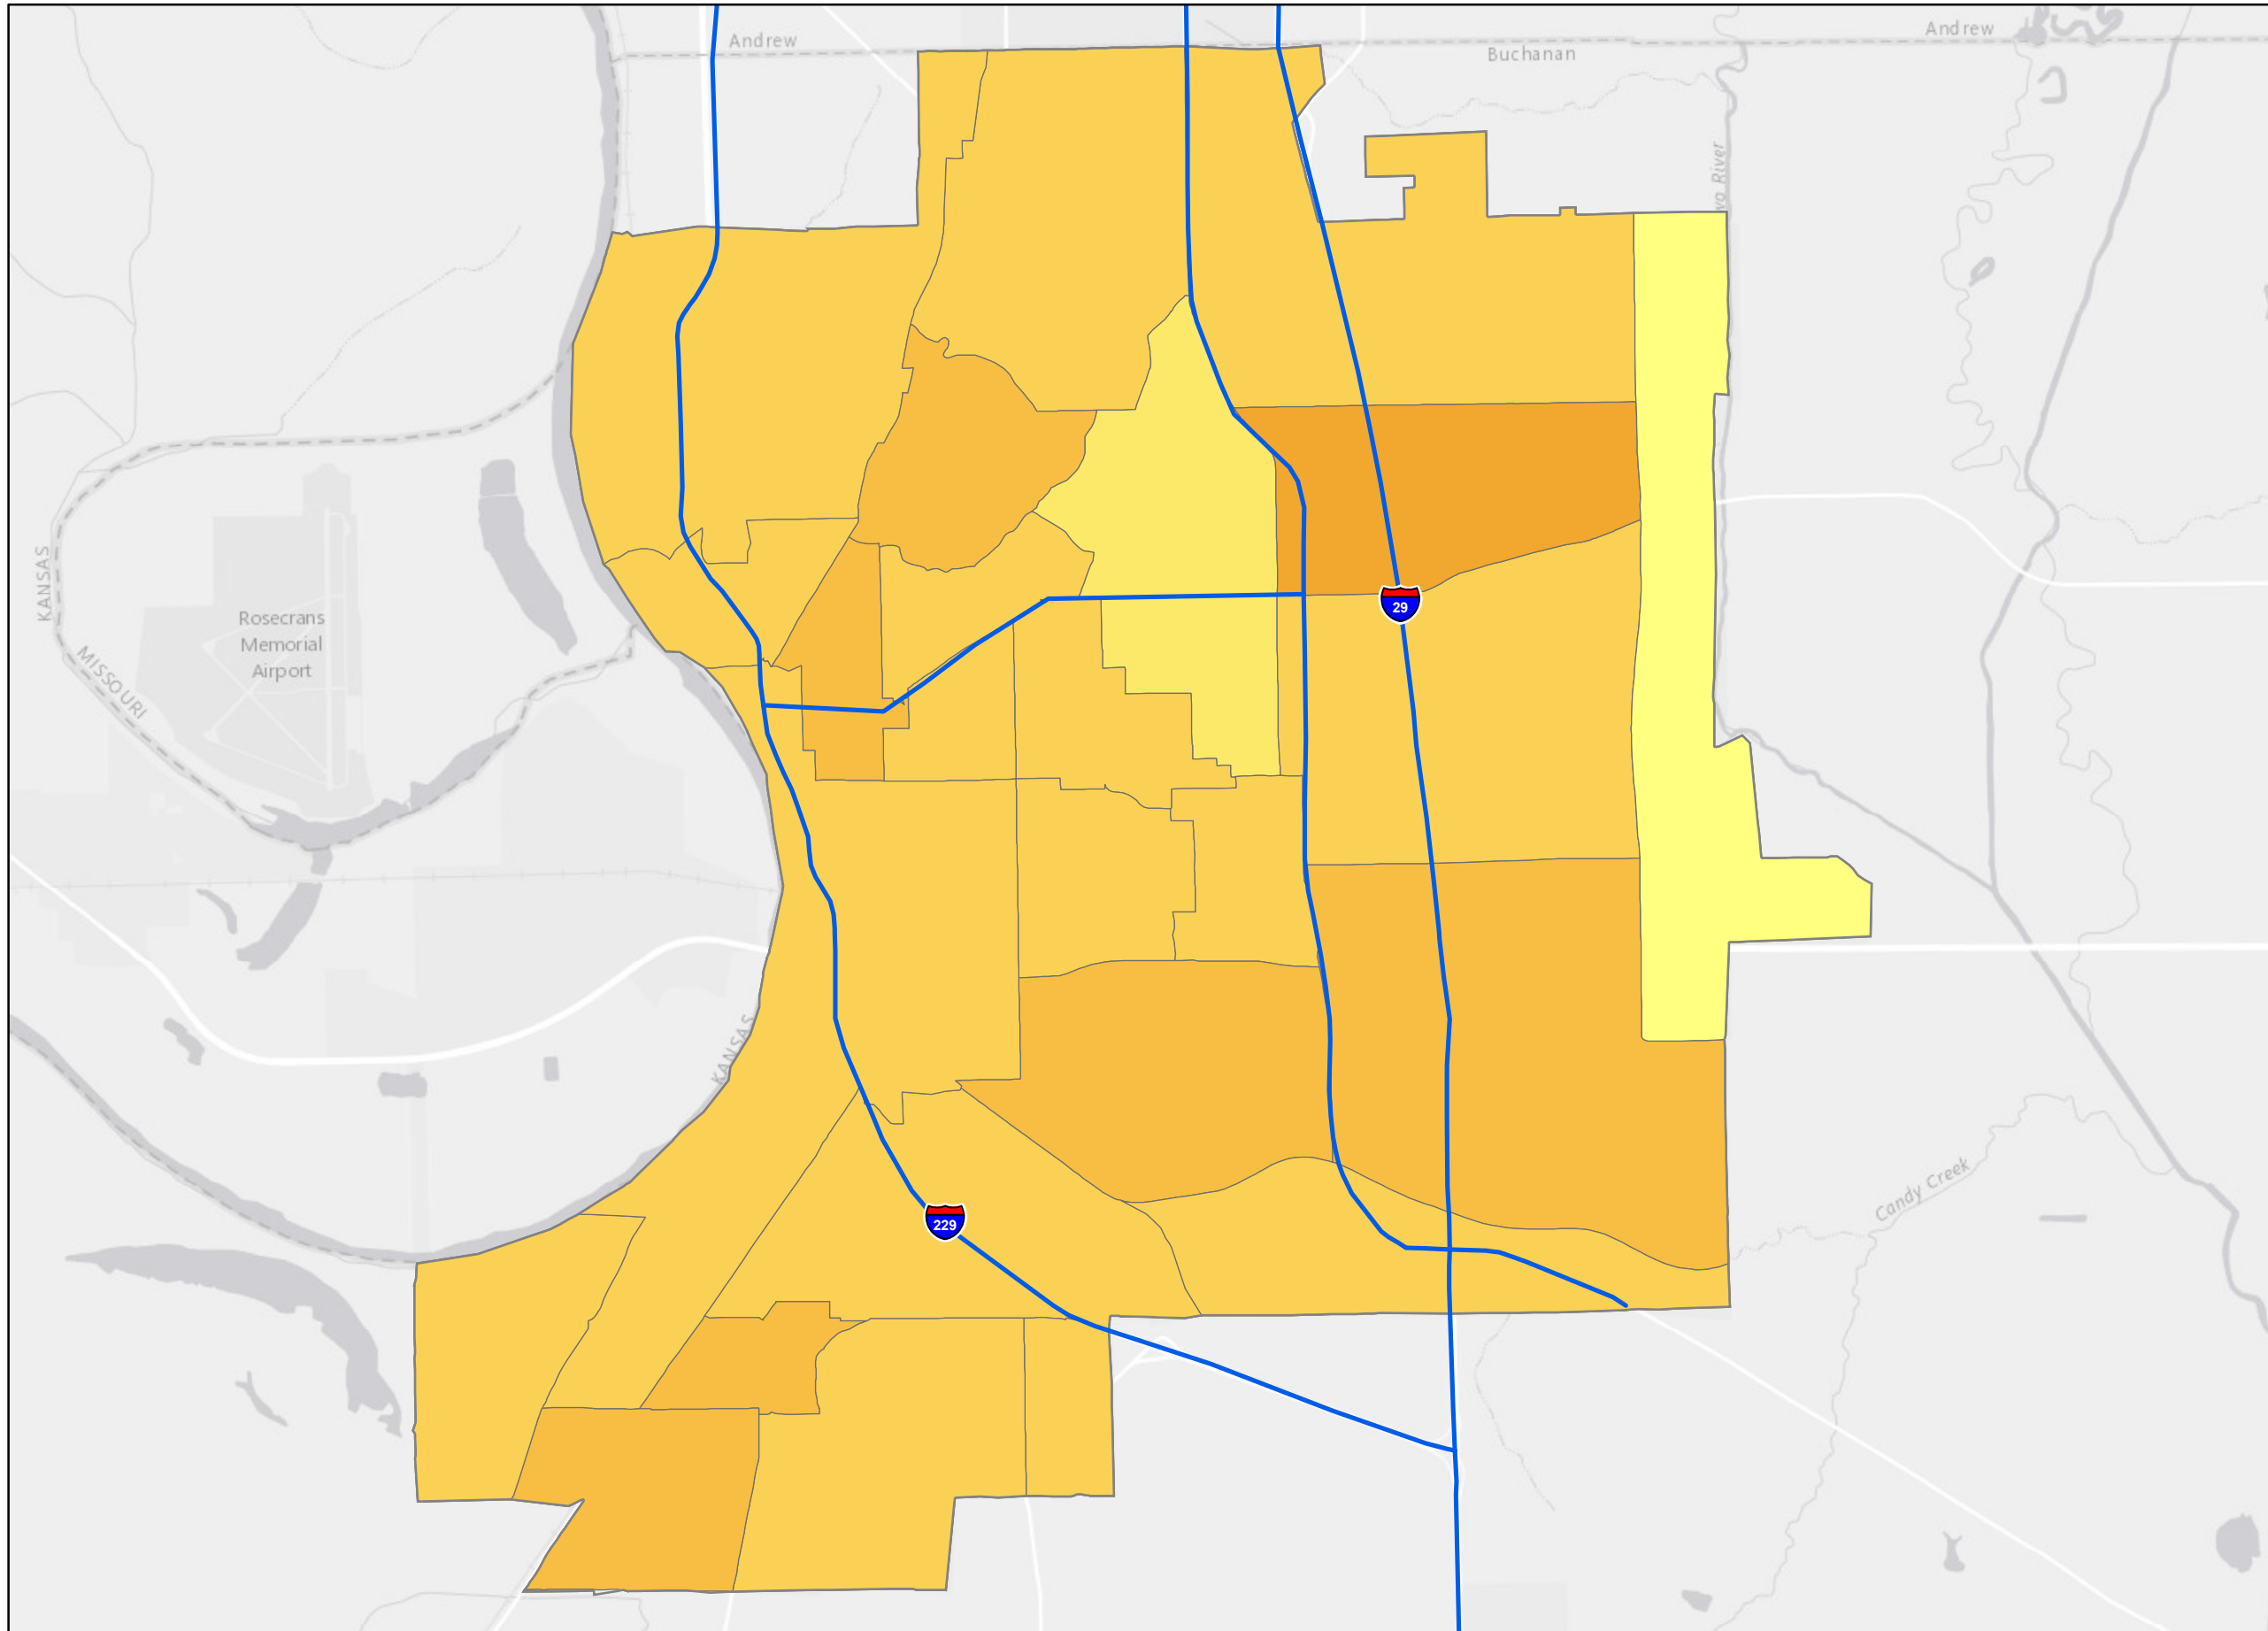 Andrew
Andrew
Buchanan
River
KANSAS
Rosecrans
Memorial
Airport
29
MISSOURI
KANSAS
Candy Creek
229